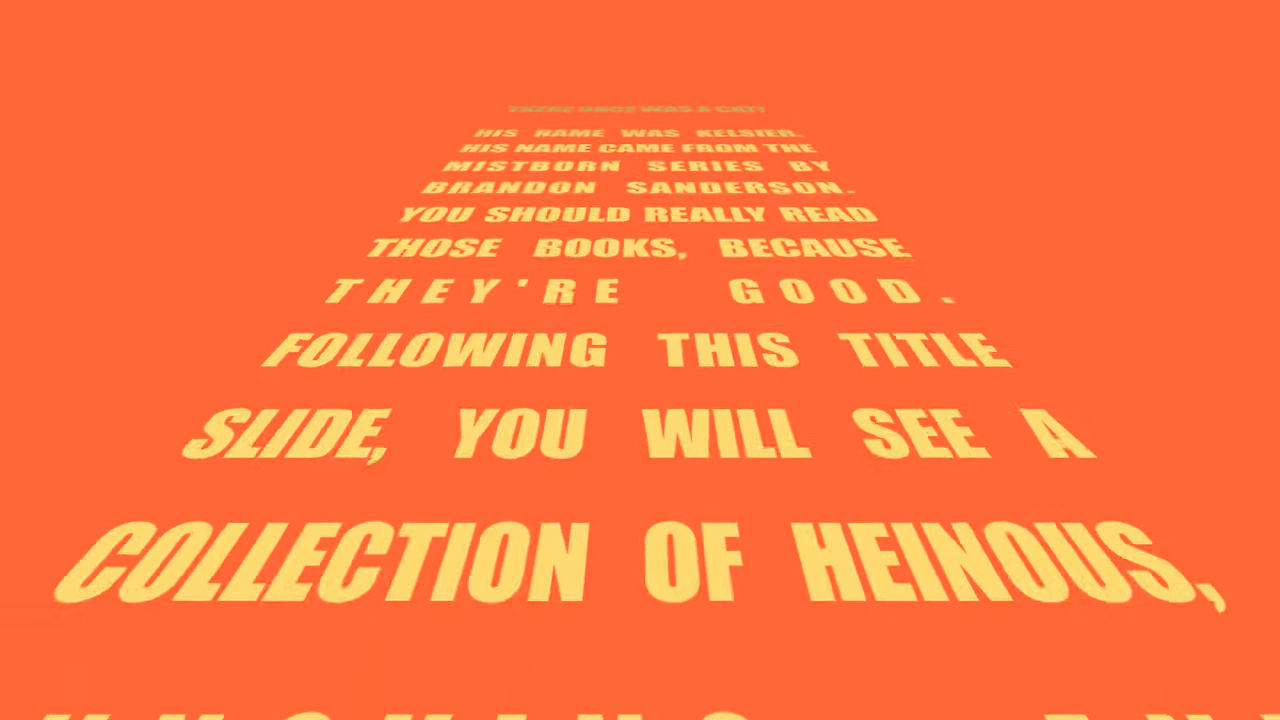 THERE ONCE WAS A CAT!
HIS NAME WAS KELSIER.
HIS NAME CAME FROM THE
MISTBORN SERIES BY
BRANDON SANDERSON.
YOU SHOULD REALLY READ
THOSE BOOKS, BECAUSE
THEY'RE GOOD.
FOLLOWING THIS TITLE
SLIDE, YOU WILL SEE A
COLLECTION OF HEINOUS,